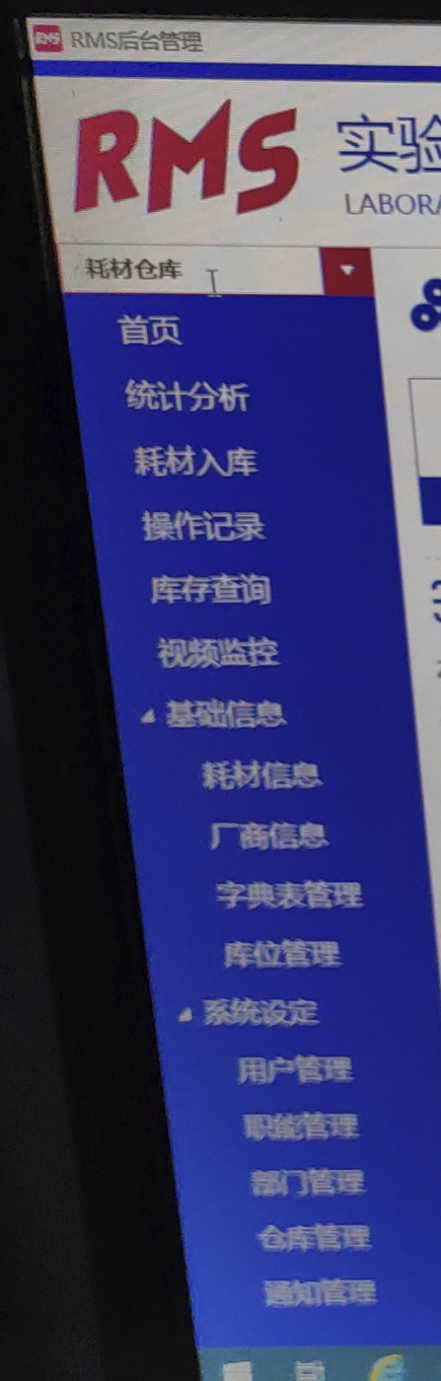 RMS RMS后台管理
RMS 实验
LABORA
耗材仓库
首页
统计分析
耗材入库
操作记录
库存查询
视频监控
基础信息
耗材信息
厂商信息
字典表管理
库位管理
系统设定
用户管理
职能管理
部门管理
仓库管理
通知管理